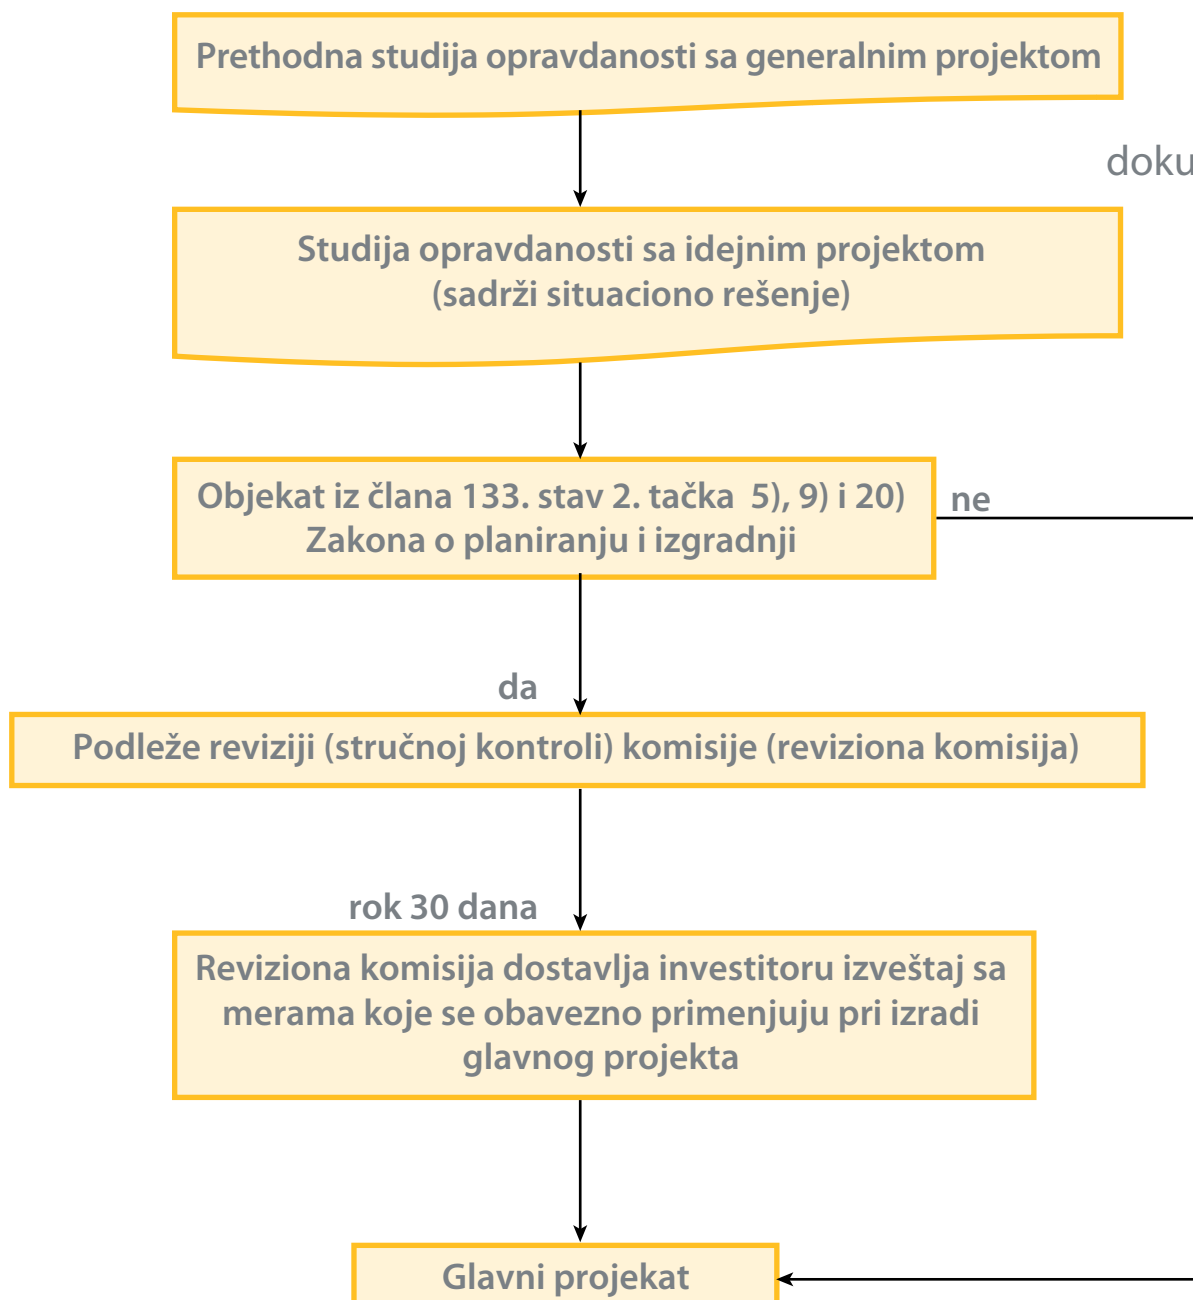 Prethodna studija opravdanosti sa generalnim projektom
doku
Studija opravdanosti sa idejnim projektom
(sadrži situaciono rešenje)
Objekat iz člana 133. stav 2. tačka 5), 9) i 20)
Zakona o planiranju i izgradnji
ne
da
Podleže reviziji (stručnoj kontroli) komisije (reviziona komisija)
rok 30 dana
Reviziona komisija dostavlja investitoru izveštaj sa
merama koje se obavezno primenjuju pri izradi
glavnog projekta
Glavni projekat